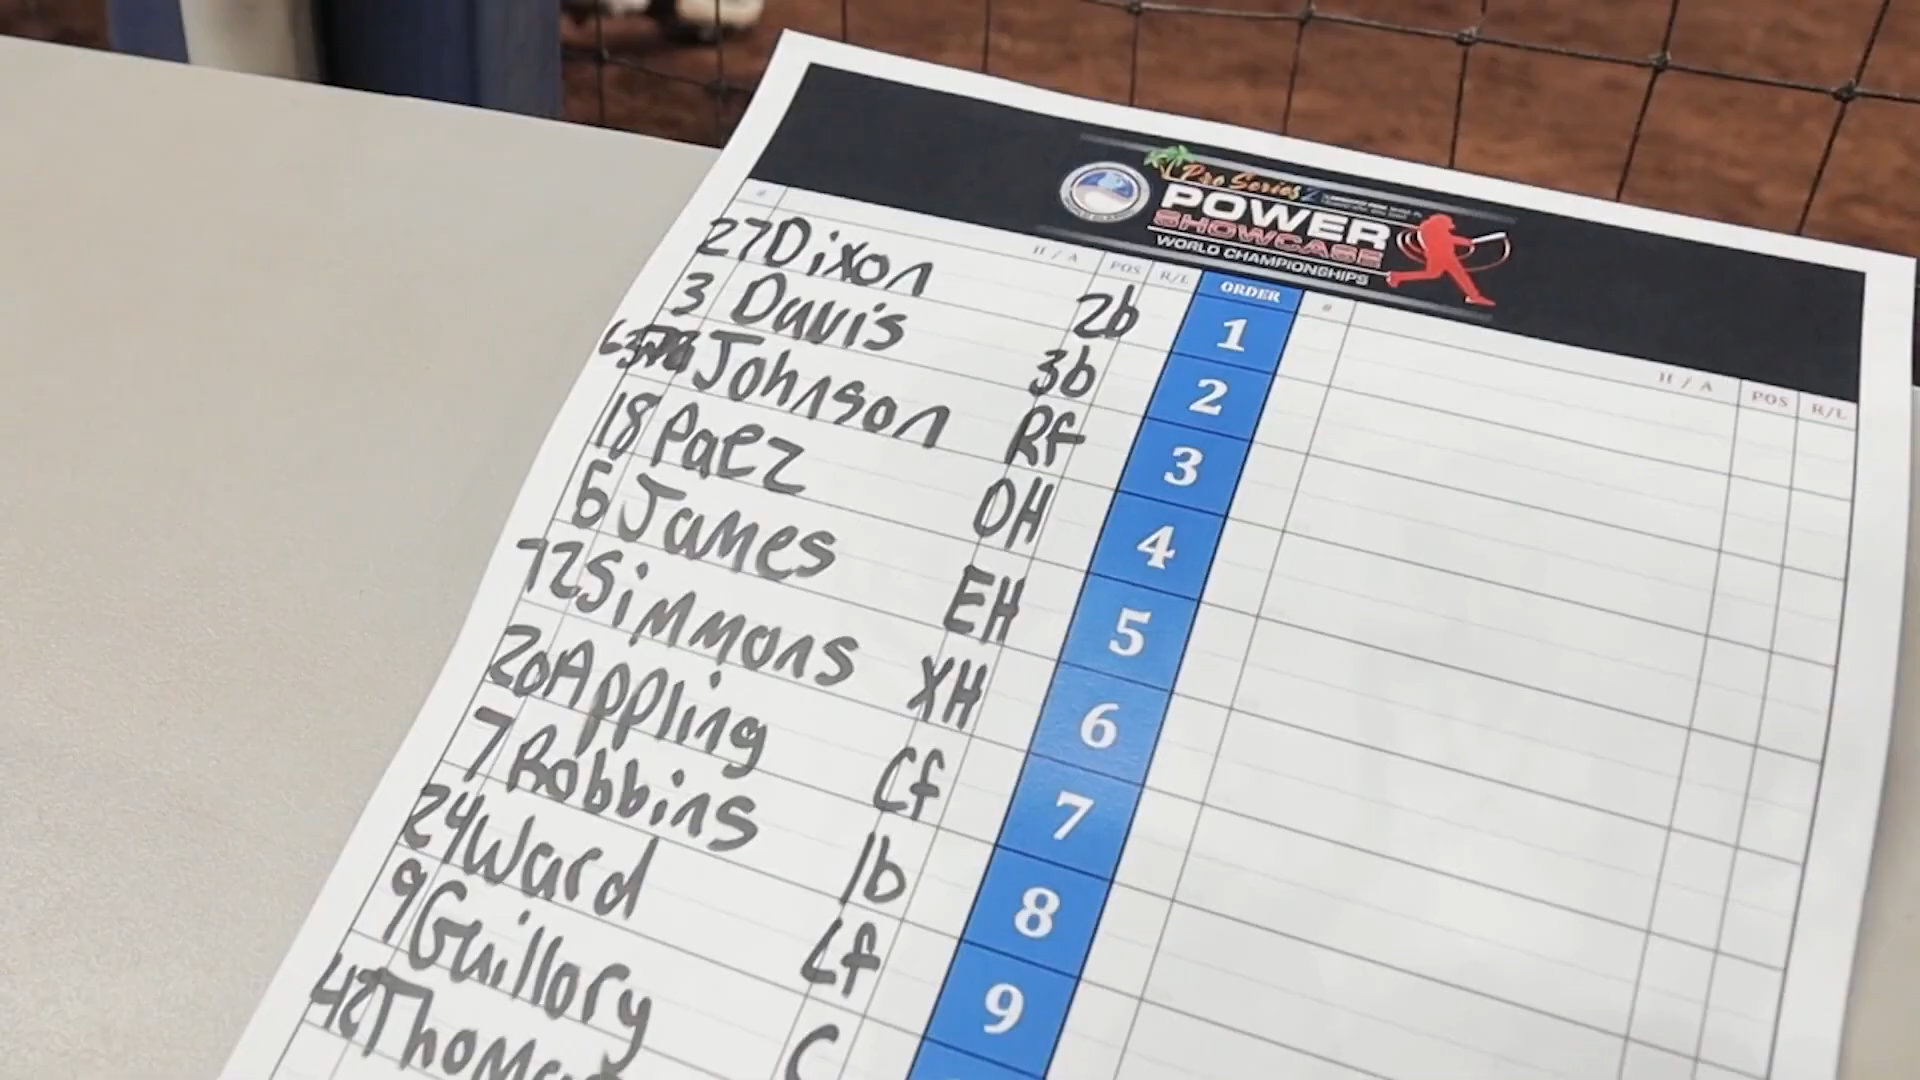 Pro Series
POWER
SHOWCASE
WORLD CHAMPIONSHIPS
# H / A POS R/L ORDER # H / A POS R/L
27 Dixon 2b 1
3 Davis 3b 2
Johnson Rf 3
18 Paez DH 4
6 James EH 5
72 Simmons XH 6
20 Appling Cf 7
7 Robbins 1b 8
24 Ward Lf 9
9 Guillory C
42